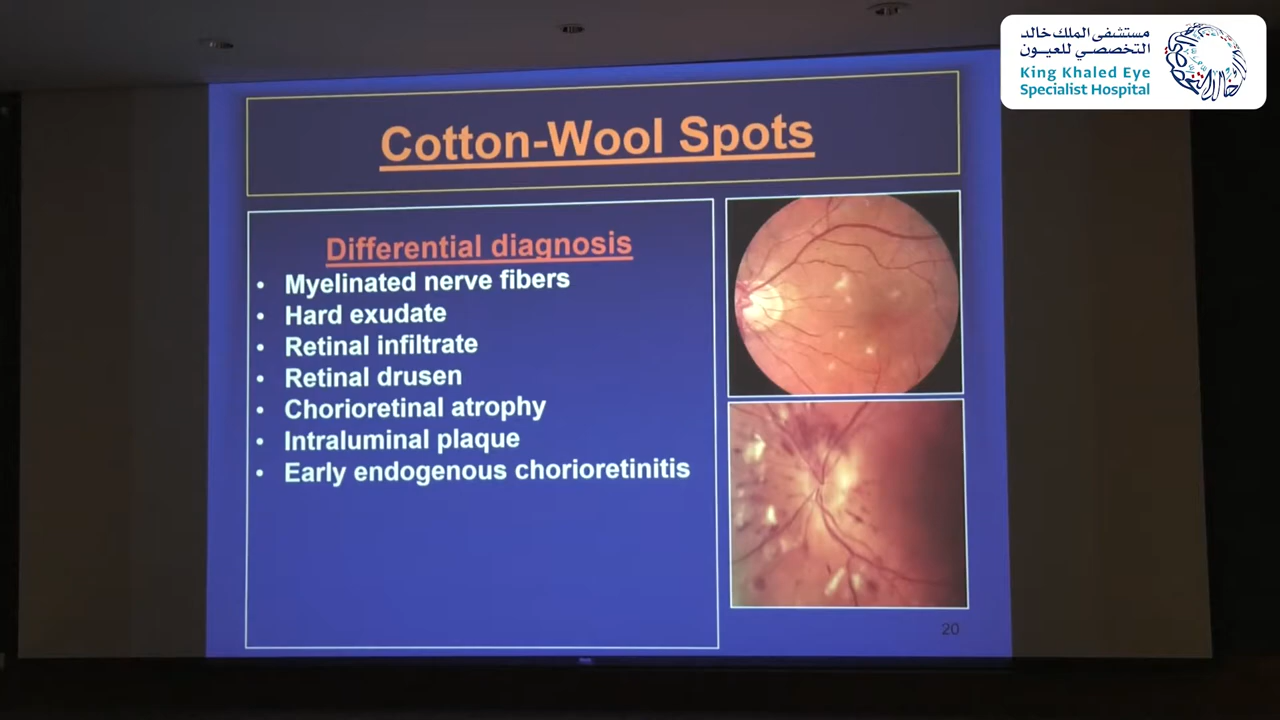 مستشفى الملك خالد
التخصصي للعيون
King Khaled Eye
Specialist Hospital
Cotton-Wool Spots
Differential diagnosis
• Myelinated nerve fibers
• Hard exudate
• Retinal infiltrate
• Retinal drusen
• Chorioretinal atrophy
• Intraluminal plaque
• Early endogenous chorioretinitis
20